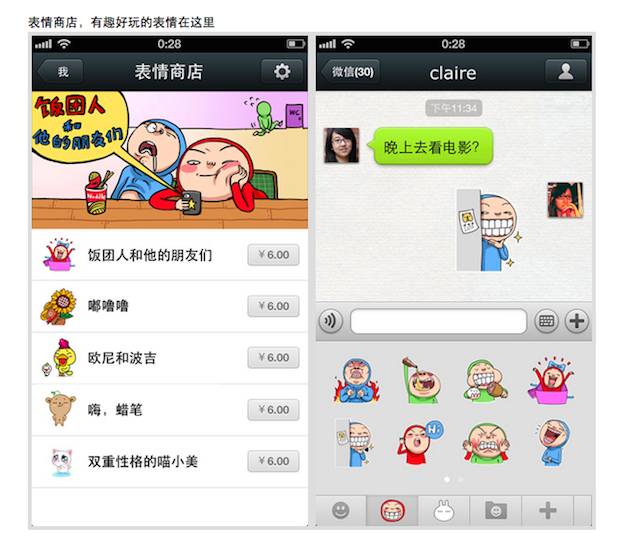 表情商店，有趣好玩的表情在这里
0:28
我
表情商店
饭团人
和
他的朋友们
WC
饭团人和他的朋友们
¥ 6.00
嘟噜噜
¥ 6.00
欧尼和波吉
¥ 6.00
嗨，蜡笔
¥ 6.00
双重性格的喵小美
¥ 6.00
0:28
微信(30)
claire
下午11:34
晚上去看电影？
Hi